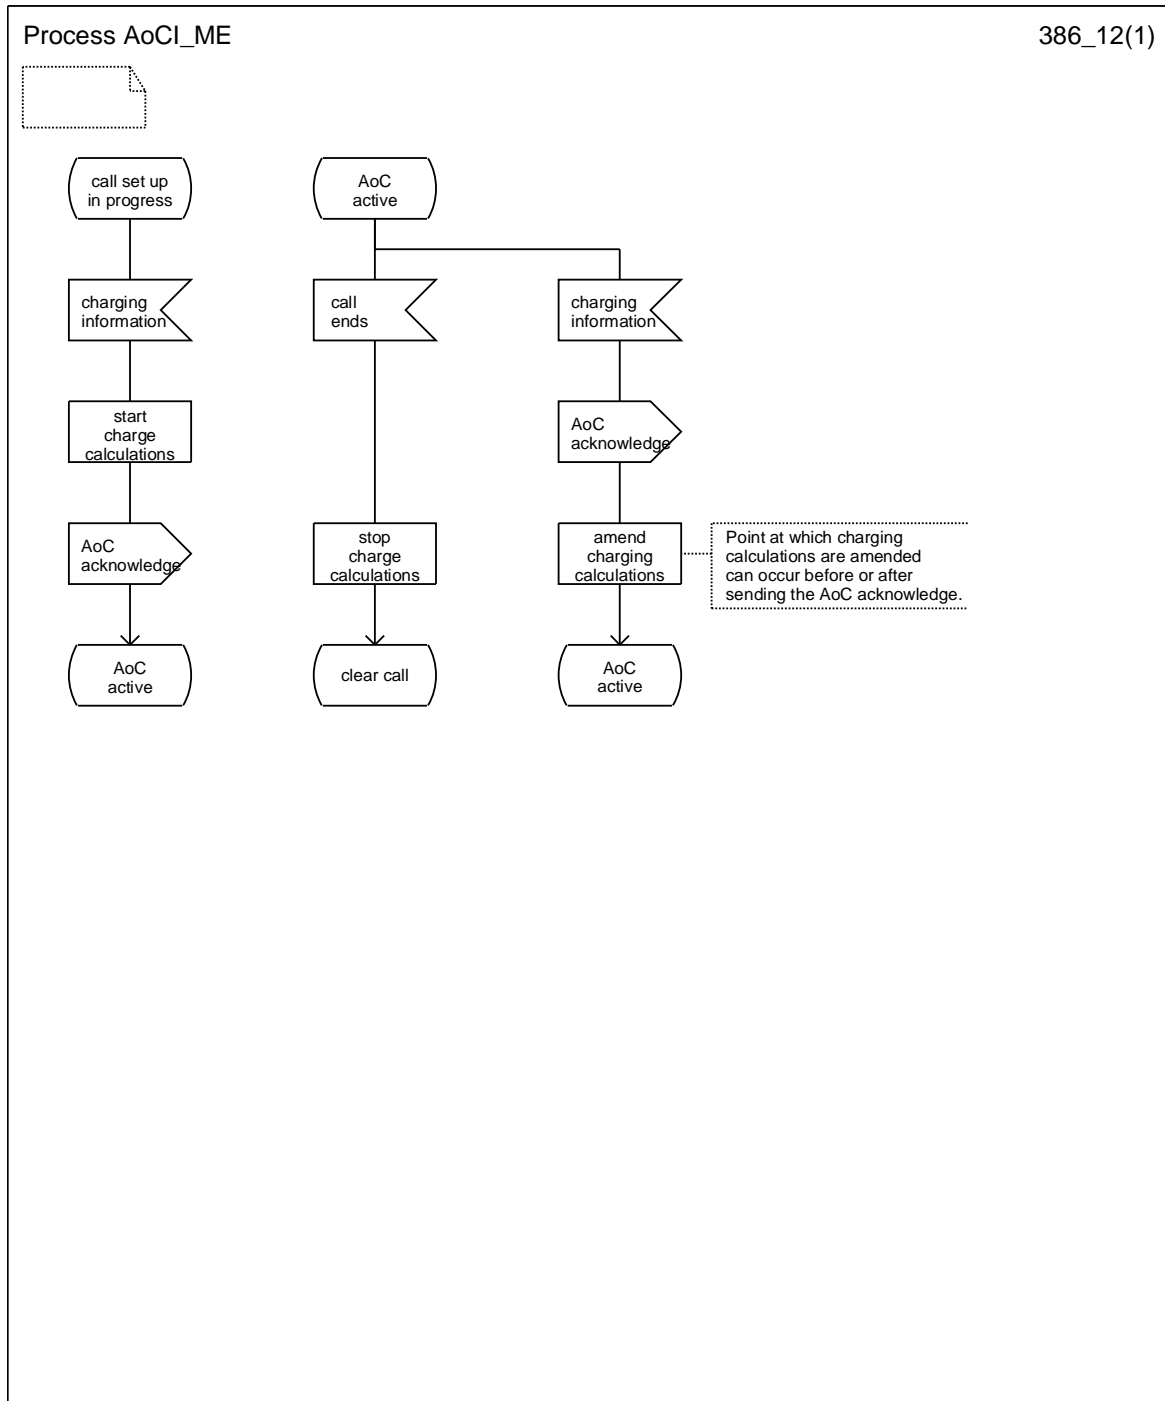 Process AoCI_ME
386_12(1)
call set up
in progress
charging
information
start
charge
calculations
AoC
acknowledge
AoC
active
AoC
active
call
ends
stop
charge
calculations
clear call
charging
information
AoC
acknowledge
amend
charging
calculations
AoC
active
Point at which charging
calculations are amended
can occur before or after
sending the AoC acknowledge.